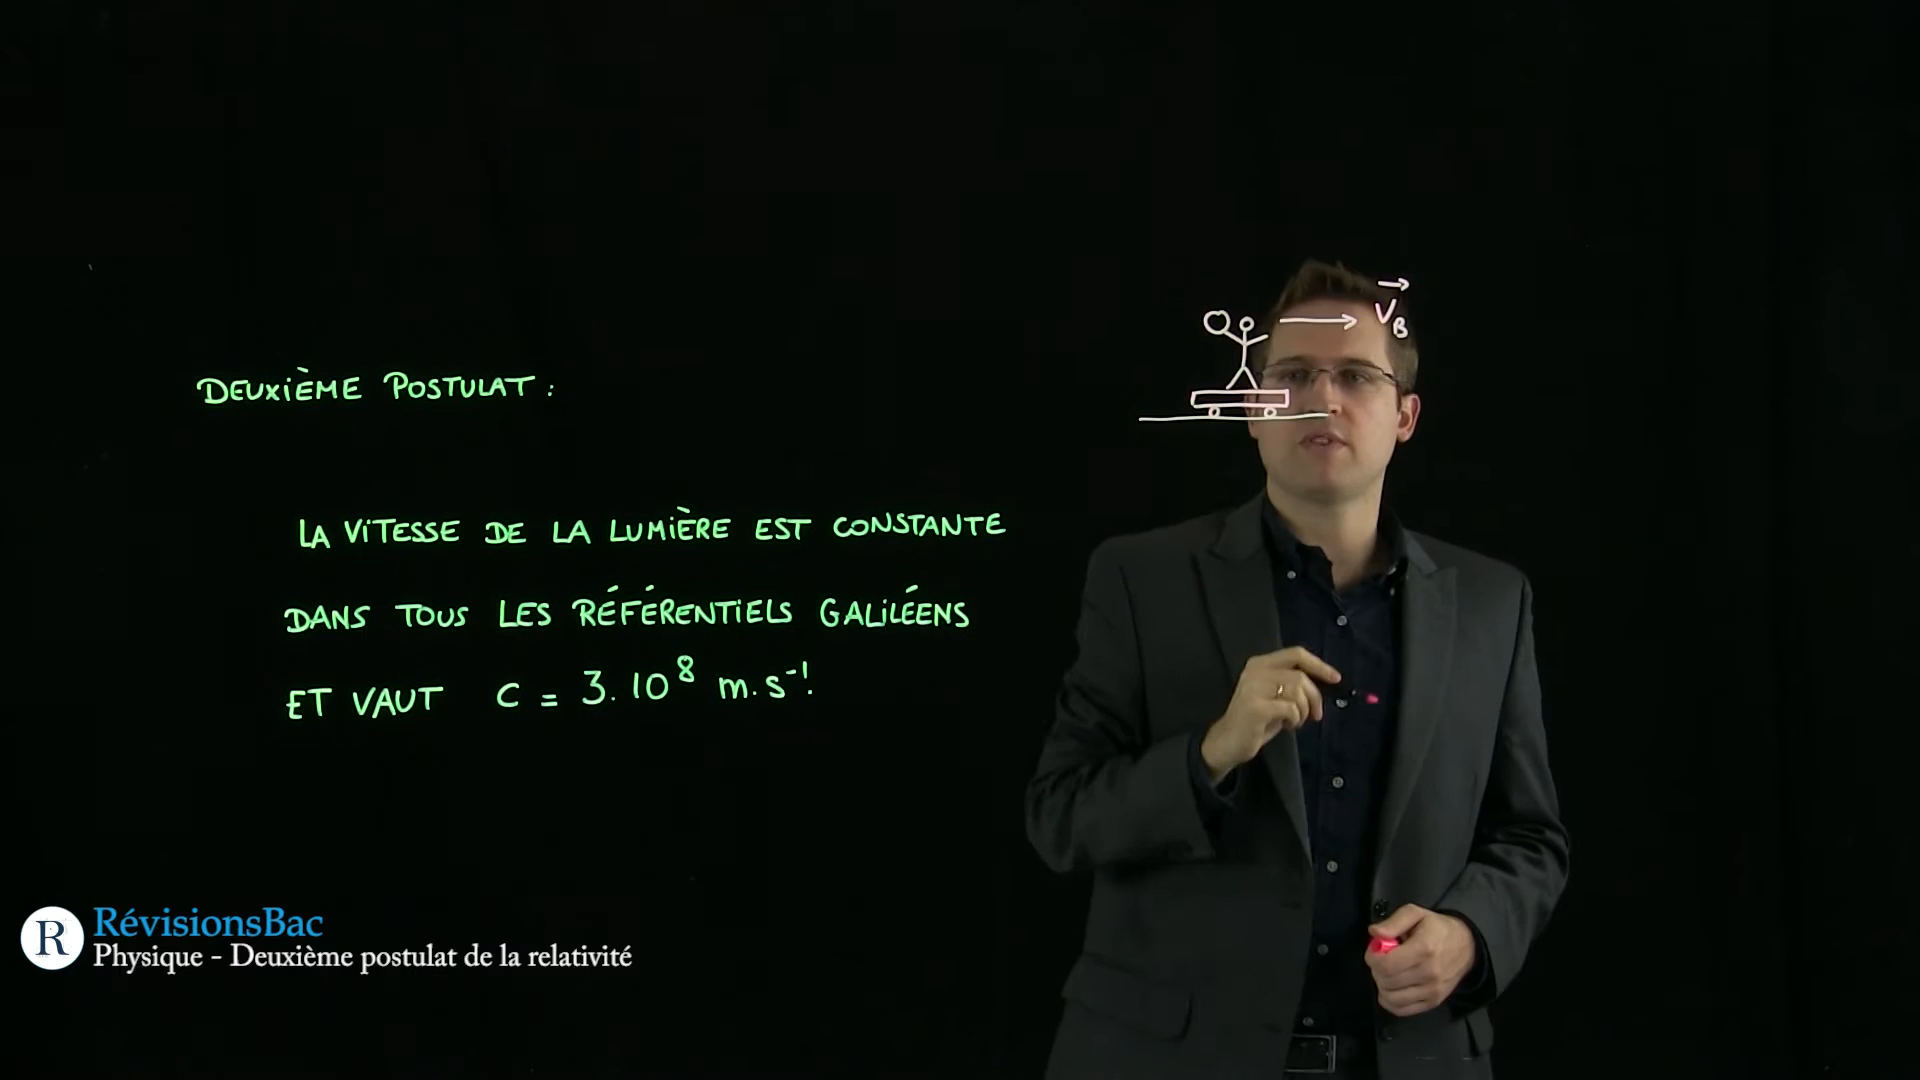 DEUXIÈME POSTULAT :
LA VITESSE DE LA LUMIÈRE EST CONSTANTE
DANS TOUS LES RÉFÉRENTIELS GALILÉENS
ET VAUT C = 3.10⁸ m.s⁻¹.
V⃗_B
R RévisionsBac
Physique - Deuxième postulat de la relativité